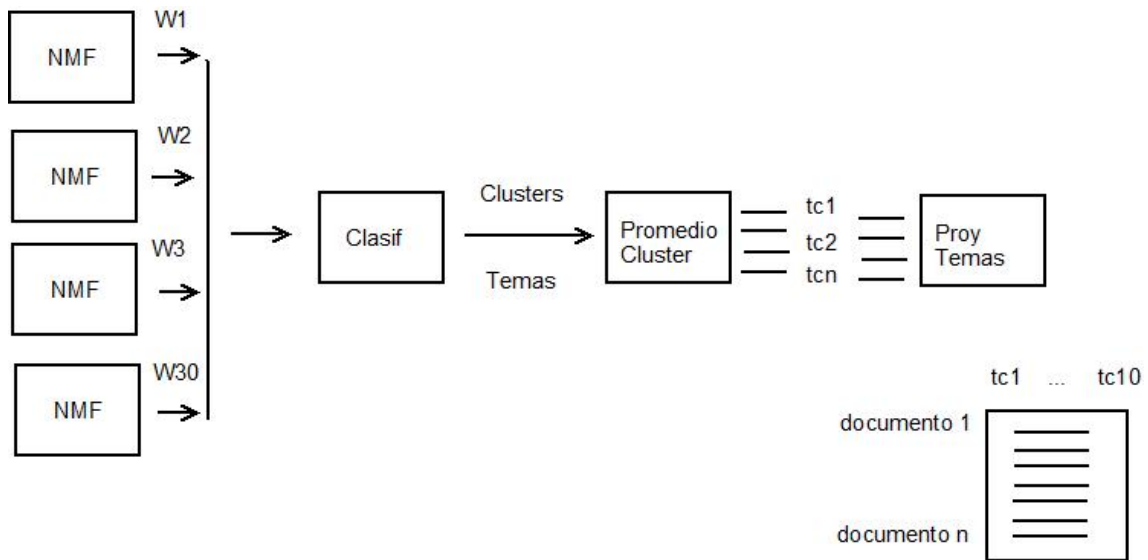 W1
NMF
W2
NMF
W3
NMF
W30
NMF
Clasif
Clusters
Temas
Promedio
Cluster
tc1
tc2
tcn
Proy
Temas
tc1 ... tc10
documento 1
documento n